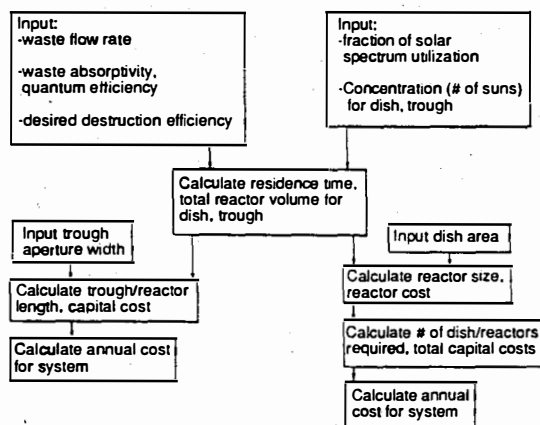 Input:
-waste flow rate
-waste absorptivity,
quantum efficiency
-desired destruction efficiency
Input:
-fraction of solar
spectrum utilization
-Concentration (# of suns)
for dish, trough
Calculate residence time,
total reactor volume for
dish, trough
Input trough
aperture width
Input dish area
Calculate trough/reactor
length, capital cost
Calculate reactor size,
reactor cost
Calculate annual cost
for system
Calculate # of dish/reactors
required, total capital costs
Calculate annual
cost for system